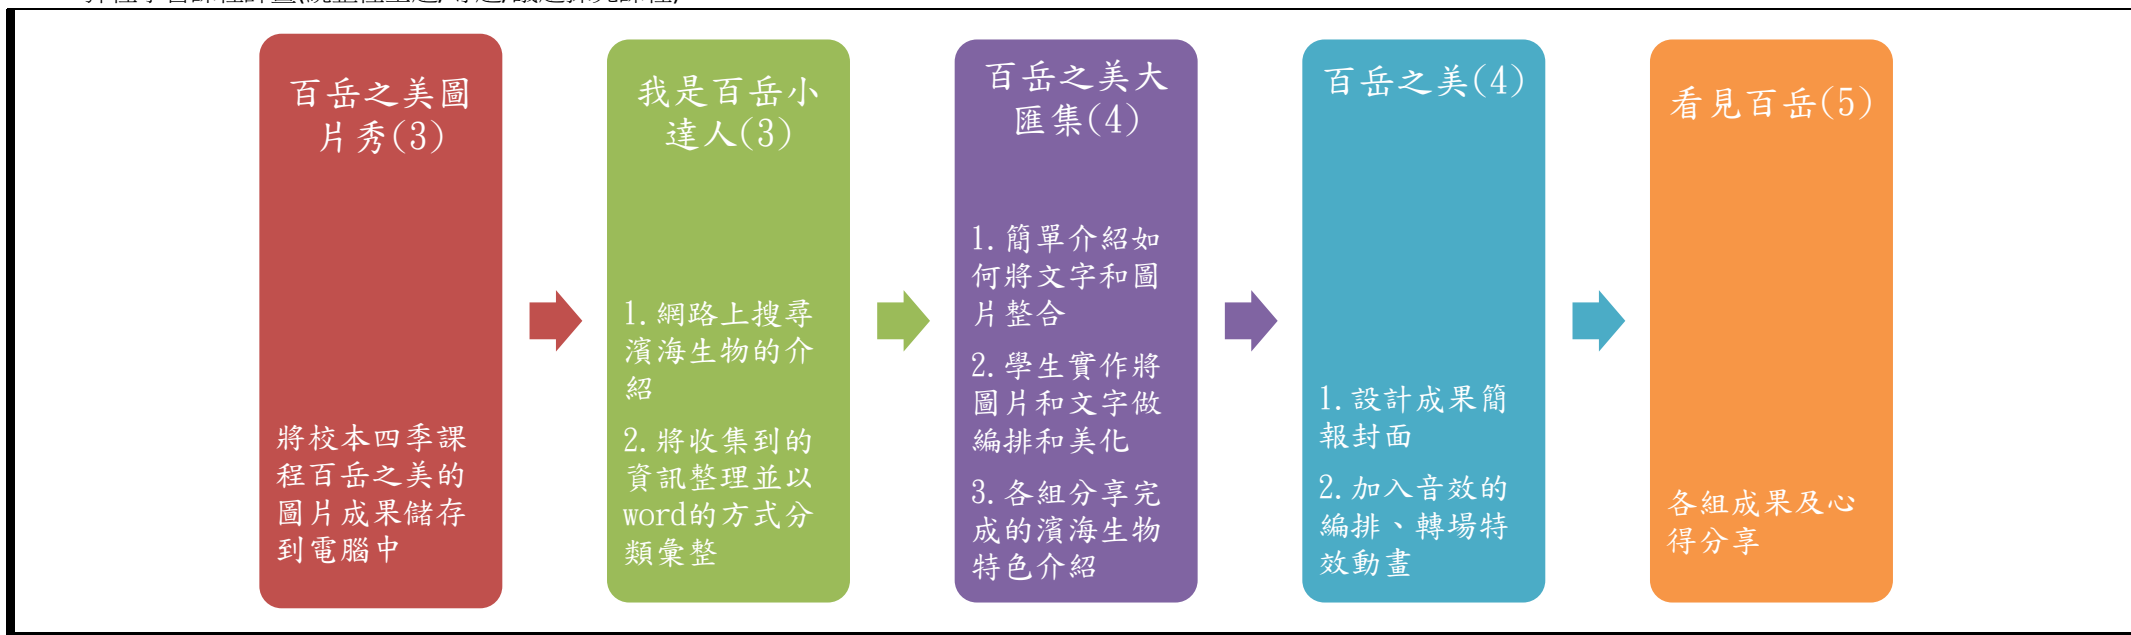 百岳之美圖
片秀(3)
將校本四季課
程百岳之美的
圖片成果儲存
到電腦中
我是百岳小
達人(3)
1.網路上搜尋
濱海生物的介
紹
2.將收集到的
資訊整理並以
word的方式分
類彙整
百岳之美大
匯集(4)
1.簡單介紹如
何將文字和圖
片整合
2.學生實作將
圖片和文字做
編排和美化
3.各組分享完
成的濱海生物
特色介紹
百岳之美(4)
1.設計成果簡
報封面
2.加入音效的
編排、轉場特
效動畫
看見百岳(5)
各組成果及心
得分享